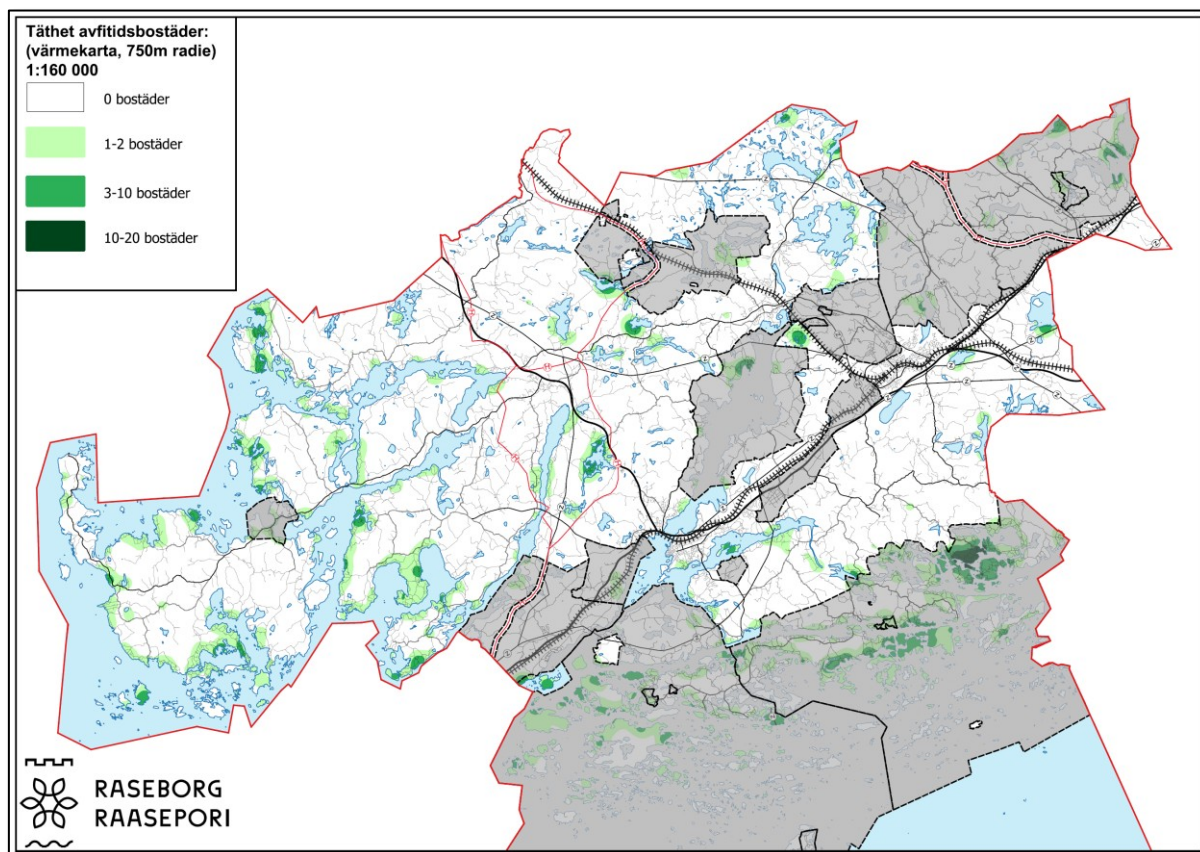 Täthet avfitidsbostäder:
(värmekarta, 750m radie)
1:160 000
0 bostäder
1-2 bostäder
3-10 bostäder
10-20 bostäder
RASEBORG
RAASEPORI